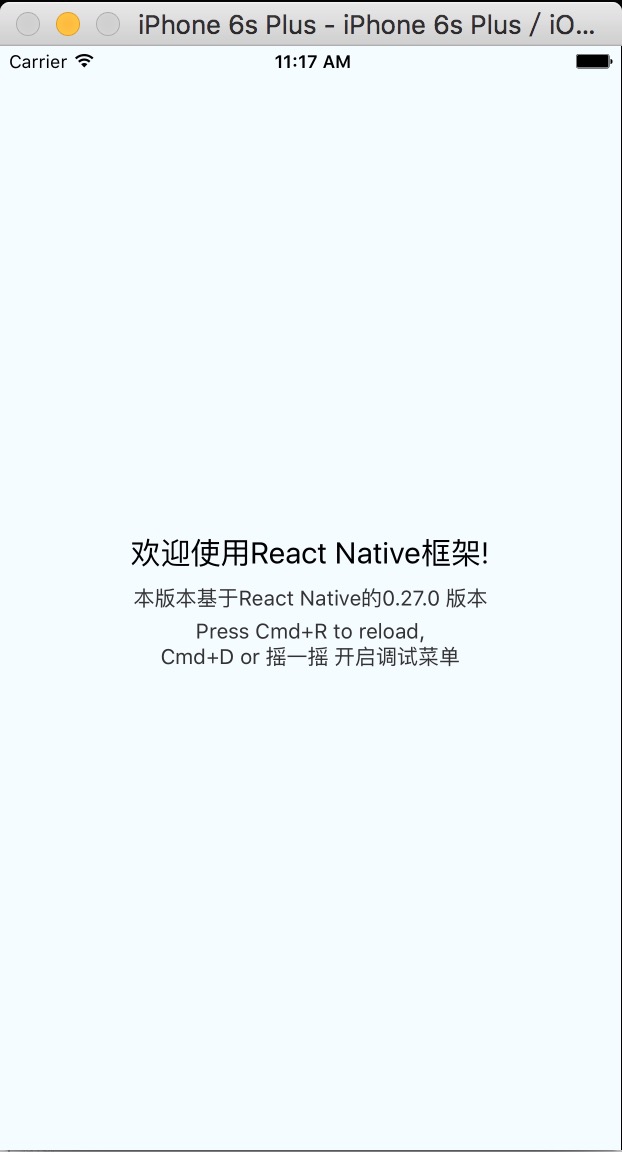 iPhone 6s Plus - iPhone 6s Plus / iO...
Carrier 11:17 AM
欢迎使用React Native框架!
本版本基于React Native的0.27.0 版本
Press Cmd+R to reload,
Cmd+D or 摇一摇 开启调试菜单